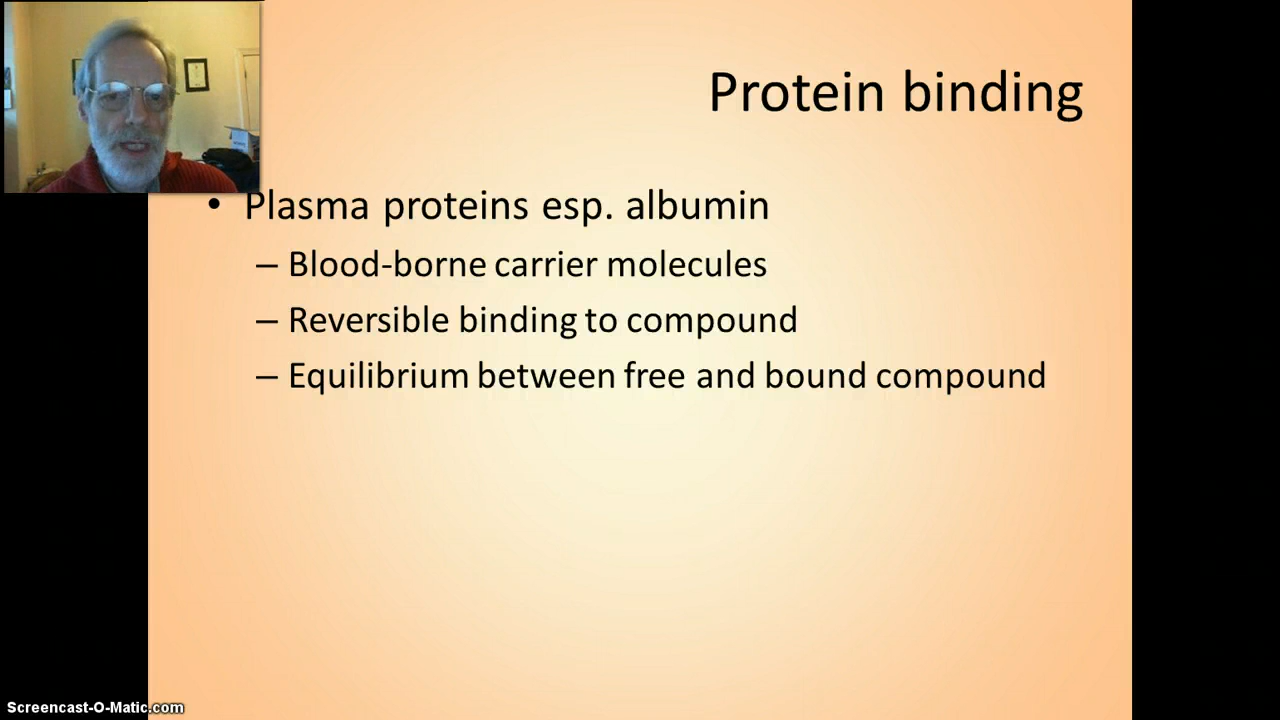 Protein binding
• Plasma proteins esp. albumin
– Blood-borne carrier molecules
– Reversible binding to compound
– Equilibrium between free and bound compound
Screencast-O-Matic.com